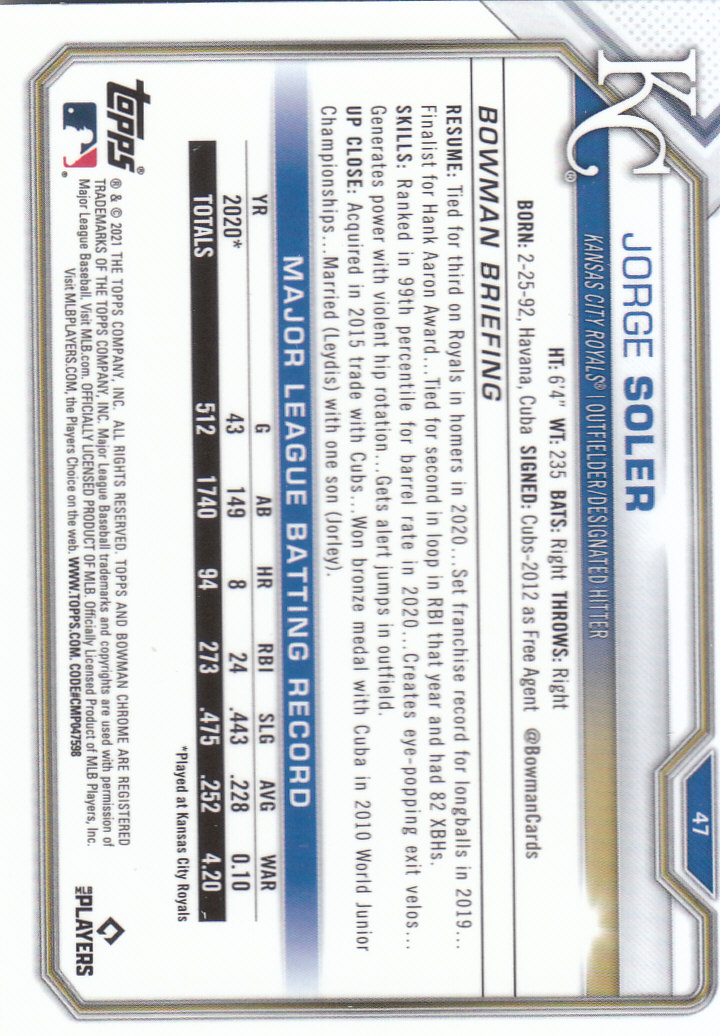 47
KC®
JORGE SOLER
KANSAS CITY ROYALS® | OUTFIELDER/DESIGNATED HITTER
HT: 6'4" WT: 235 BATS: Right THROWS: Right
BORN: 2-25-92, Havana, Cuba SIGNED: Cubs-2012 as Free Agent @BowmanCards
BOWMAN BRIEFING
RESUME: Tied for third on Royals in homers in 2020...Set franchise record for longballs in 2019...
Finalist for Hank Aaron Award...Tied for second in loop in RBI that year and had 82 XBHs.
SKILLS: Ranked in 99th percentile for barrel rate in 2020...Creates eye-popping exit velos...
Generates power with violent hip rotation...Gets alert jumps in outfield.
UP CLOSE: Acquired in 2015 trade with Cubs...Won bronze medal with Cuba in 2010 World Junior
Championships...Married (Leydis) with one son (Jorley).
MAJOR LEAGUE BATTING RECORD
YR G AB HR RBI SLG AVG WAR
2020* 43 149 8 24 .443 .228 0.10
TOTALS 512 1740 94 273 .475 .252 4.20
*Played at Kansas City Royals
topps®
® & © 2021 THE TOPPS COMPANY, INC. ALL RIGHTS RESERVED. TOPPS AND BOWMAN CHROME ARE REGISTERED
TRADEMARKS OF THE TOPPS COMPANY, INC. Major League Baseball trademarks and copyrights are used with permission of
Major League Baseball. Visit MLB.com. OFFICIALLY LICENSED PRODUCT OF MLB. Officially Licensed Product of MLB Players, Inc.
Visit MLBPLAYERS.COM, the Players Choice on the web. WWW.TOPPS.COM. CODE#CMP047598
MLB PLAYERS